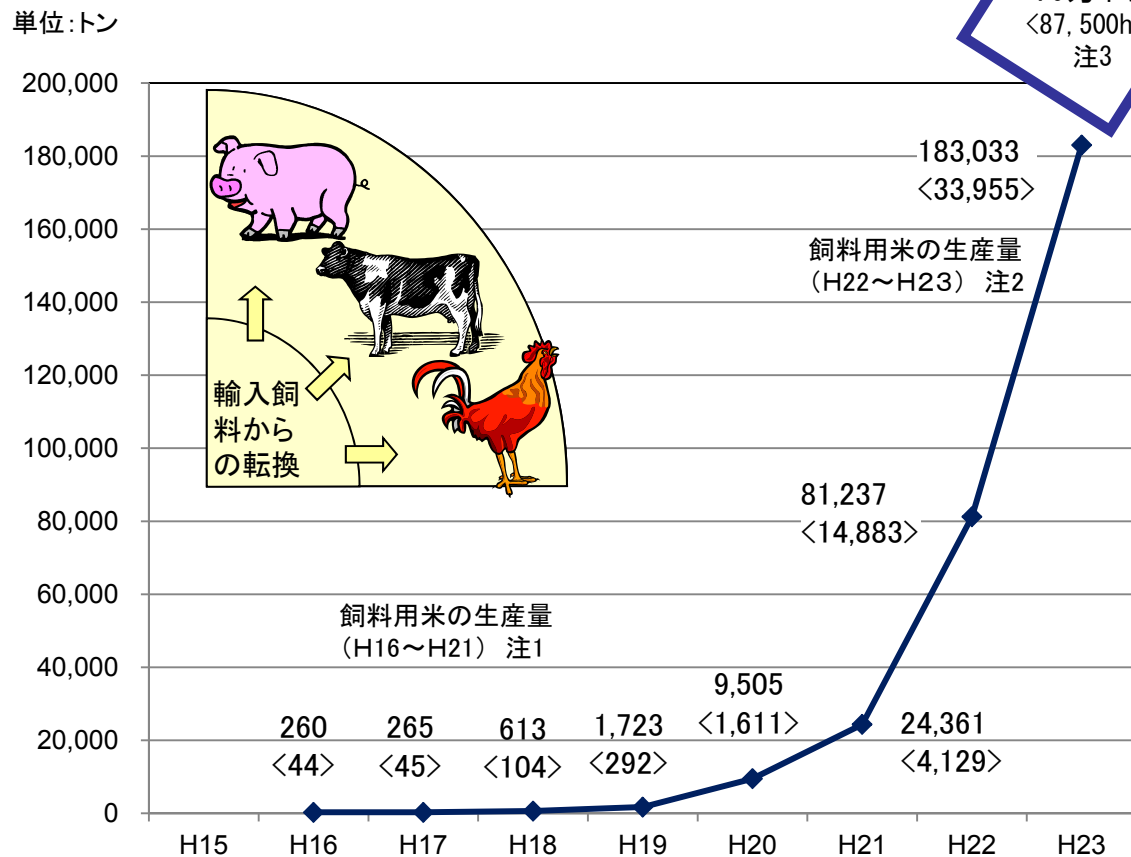 単位:トン
<87,500h
注3
200,000
180,000
160,000
140,000
120,000
100,000
80,000
60,000
40,000
20,000
0
183,033
<33,955>
飼料用米の生産量
(H22～H23) 注2
輸入飼
料から
の転換
81,237
<14,883>
飼料用米の生産量
(H16～H21) 注1
260
<44>
265
<45>
613
<104>
1,723
<292>
9,505
<1,611>
24,361
<4,129>
H15 H16 H17 H18 H19 H20 H21 H22 H23